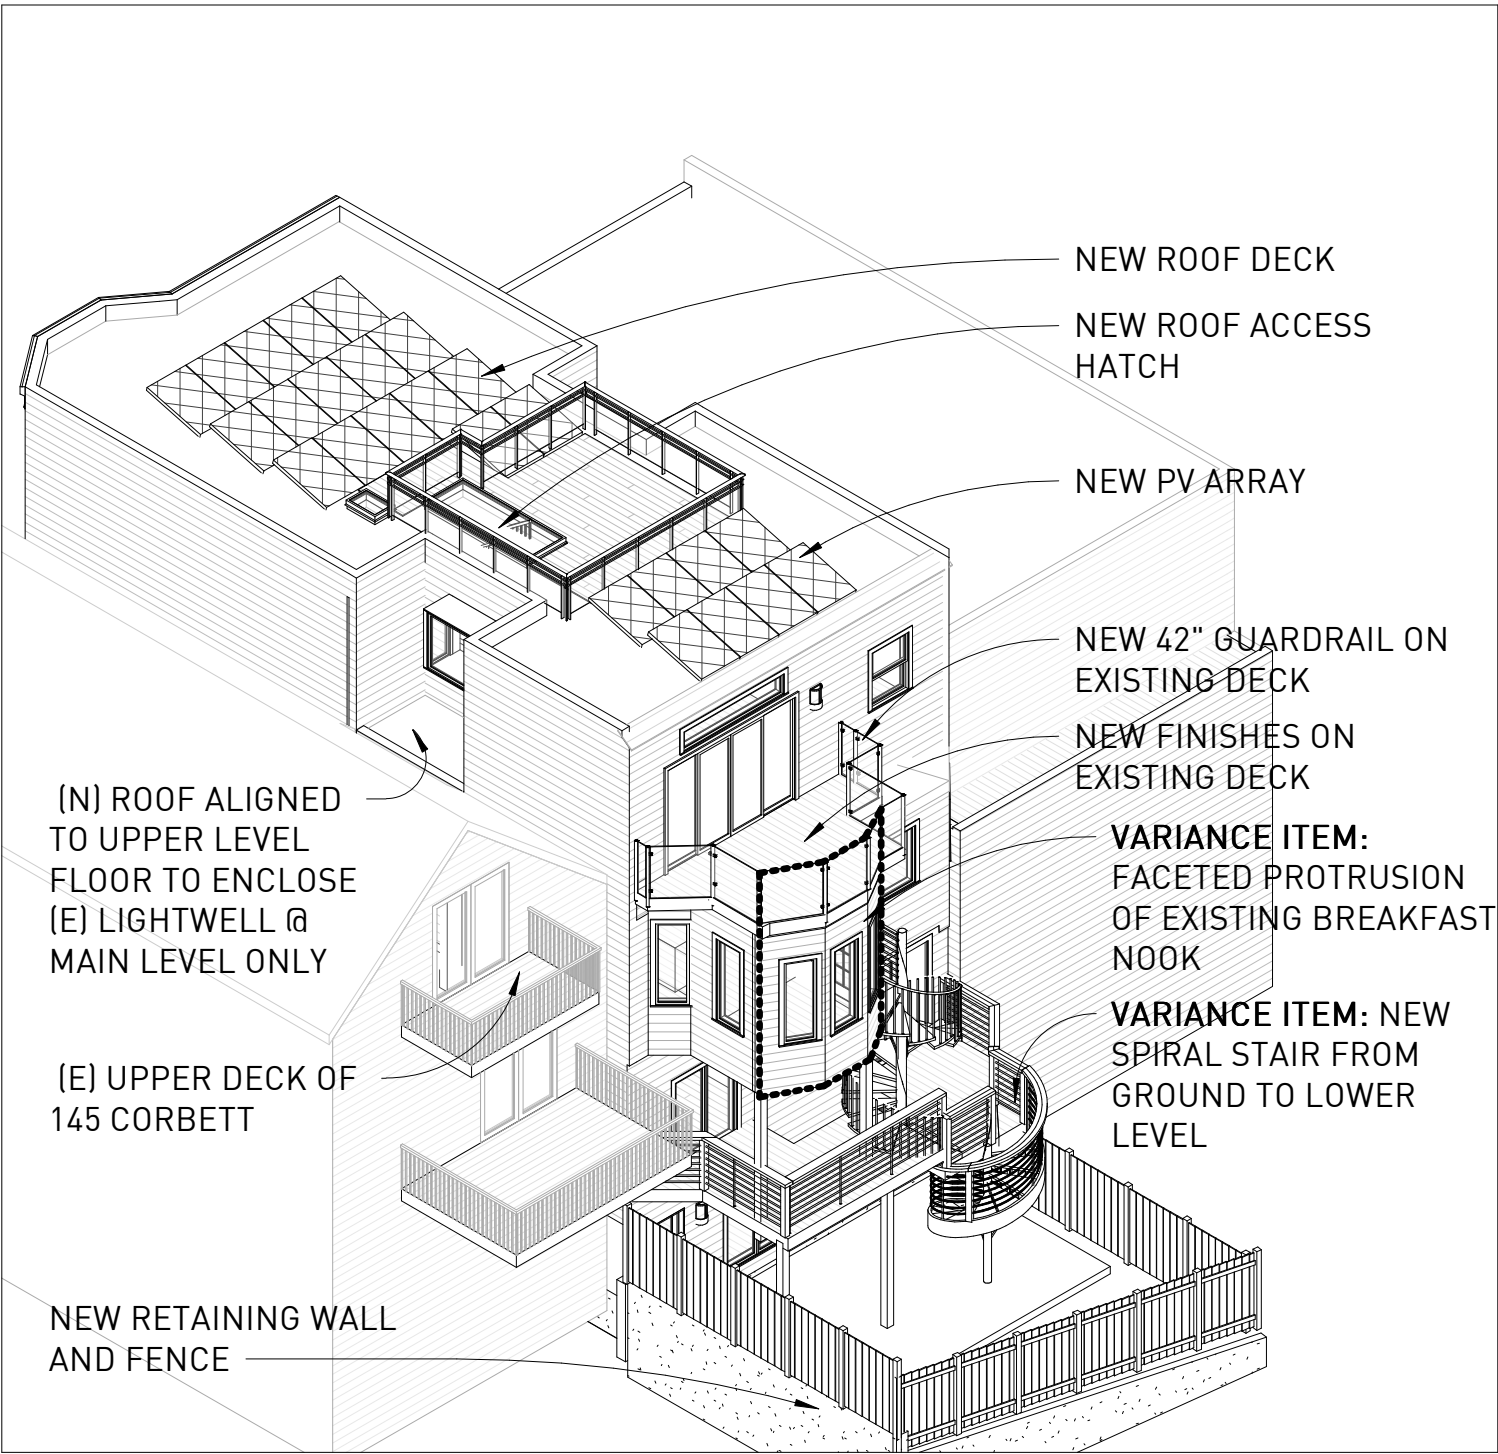 NEW ROOF DECK
NEW ROOF ACCESS
HATCH
NEW PV ARRAY
NEW 42" GUARDRAIL ON
EXISTING DECK
NEW FINISHES ON
EXISTING DECK
VARIANCE ITEM:
FACETED PROTRUSION
OF EXISTING BREAKFAST
NOOK
VARIANCE ITEM: NEW
SPIRAL STAIR FROM
GROUND TO LOWER
LEVEL
(N) ROOF ALIGNED
TO UPPER LEVEL
FLOOR TO ENCLOSE
(E) LIGHTWELL @
MAIN LEVEL ONLY
(E) UPPER DECK OF
145 CORBETT
NEW RETAINING WALL
AND FENCE